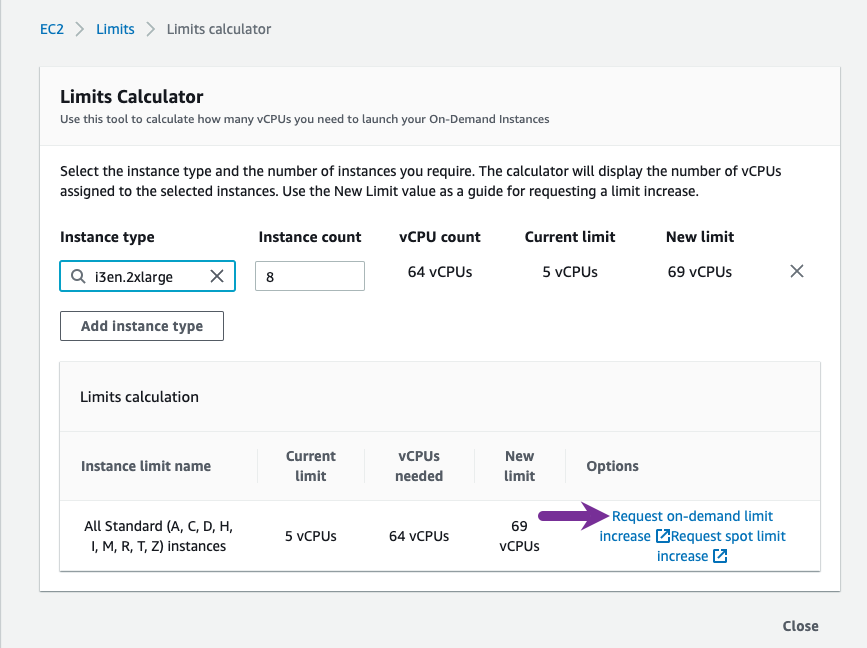 EC2 > Limits > Limits calculator
Limits Calculator
Use this tool to calculate how many vCPUs you need to launch your On-Demand Instances
Select the instance type and the number of instances you require. The calculator will display the number of vCPUs
assigned to the selected instances. Use the New Limit value as a guide for requesting a limit increase.
Instance type Instance count vCPU count Current limit New limit
i3en.2xlarge 8 64 vCPUs 5 vCPUs 69 vCPUs
Add instance type
Limits calculation
Instance limit name
Current
limit
vCPUs
needed
New
limit
Options
All Standard (A, C, D, H,
I, M, R, T, Z) instances
5 vCPUs
64 vCPUs
69
vCPUs
Request on-demand limit
increase Request spot limit
increase
Close